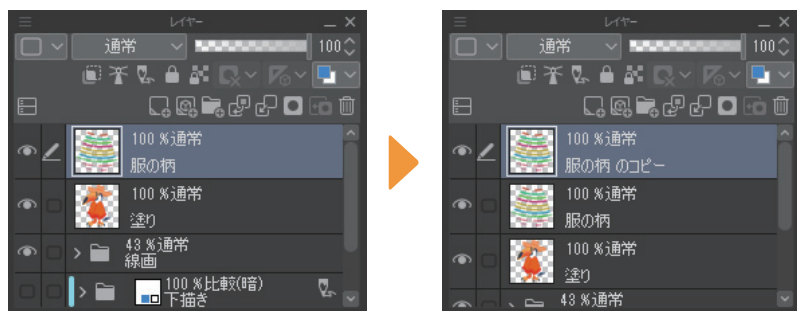 レイヤー
通常
100
100 %通常
服の柄
100 %通常
塗り
43 %通常
線画
100 %比較(暗)
下描き
レイヤー
通常
100
100 %通常
服の柄 のコピー
100 %通常
服の柄
100 %通常
塗り
43 %通常